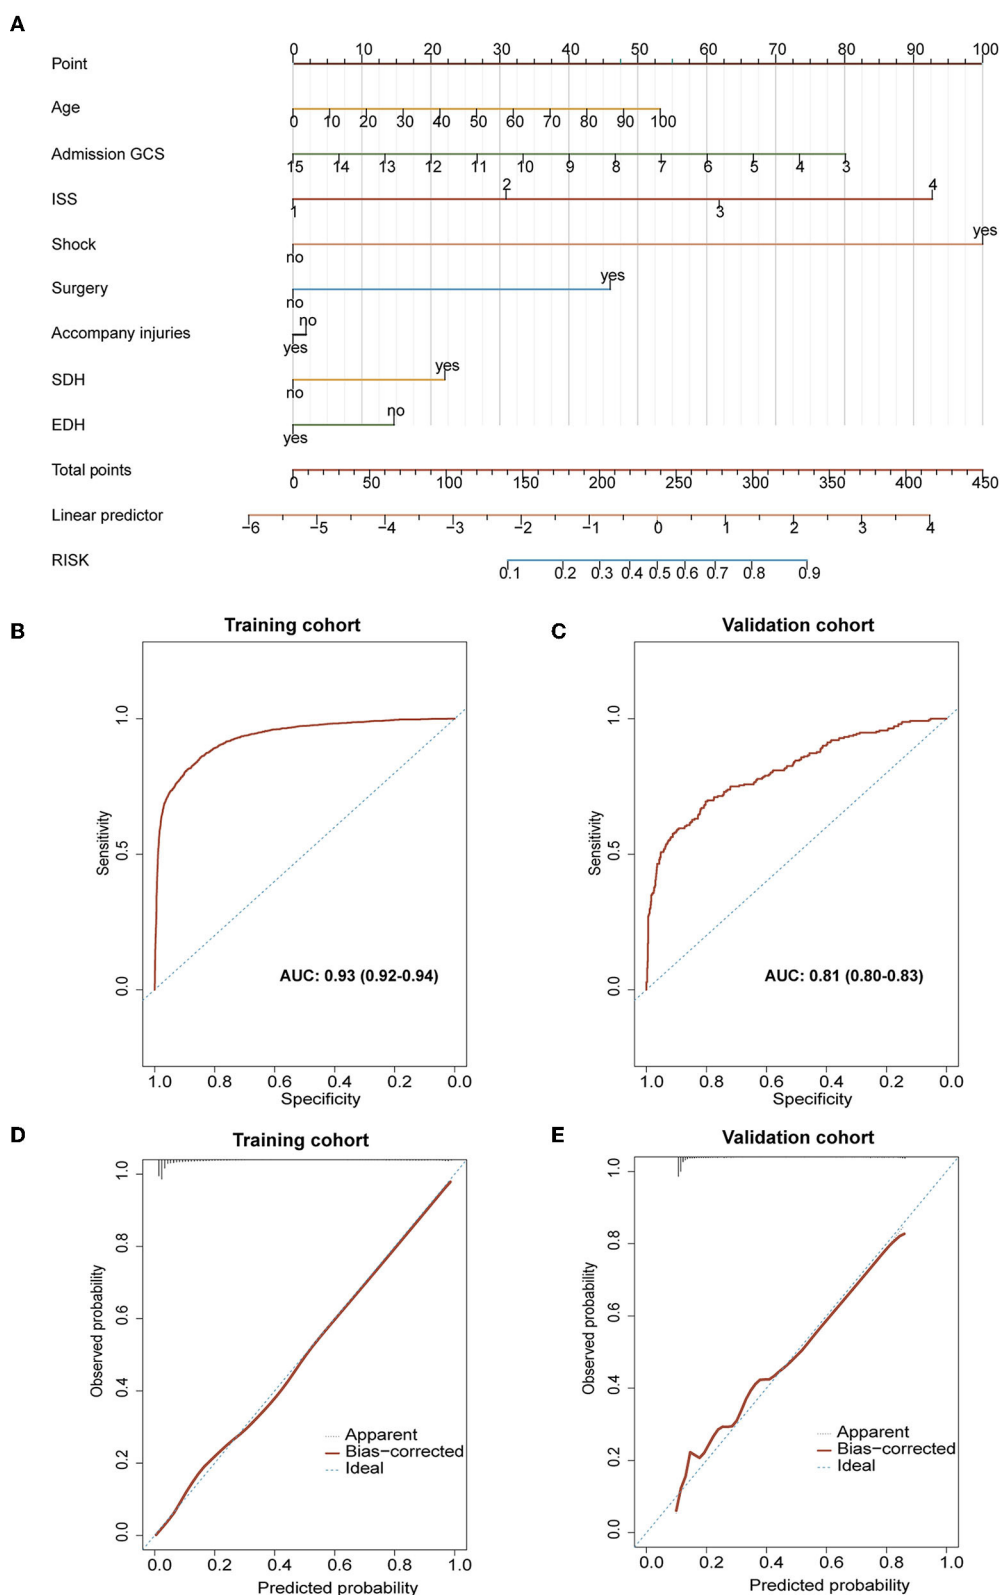 A
Point
0 10 20 30 40 50 60 70 80 90 100
Age
0 10 20 30 40 50 60 70 80 90 100
Admission GCS
15 14 13 12 11 10 9 8 7 6 5 4 3
ISS
1 2 3 4
Shock
no yes
Surgery
no yes
Accompany injuries
yes no
SDH
no yes
EDH
yes no
Total points
0 50 100 150 200 250 300 350 400 450
Linear predictor
−6 −5 −4 −3 −2 −1 0 1 2 3 4
RISK
0.1 0.2 0.3 0.4 0.5 0.6 0.7 0.8 0.9
B
Training cohort
Sensitivity
1.0
0.5
0.0
AUC: 0.93 (0.92-0.94)
1.0 0.8 0.6 0.4 0.2 0.0
Specificity
C
Validation cohort
Sensitivity
1.0
0.5
0.0
AUC: 0.81 (0.80-0.83)
1.0 0.8 0.6 0.4 0.2 0.0
Specificity
D
Training cohort
Observed probability
1.0
0.8
0.6
0.4
0.2
0.0
Apparent
Bias−corrected
Ideal
0.0 0.2 0.4 0.6 0.8 1.0
Predicted probability
E
Validation cohort
Observed probability
1.0
0.8
0.6
0.4
0.2
0.0
Apparent
Bias−corrected
Ideal
0.0 0.2 0.4 0.6 0.8 1.0
Predicted probability